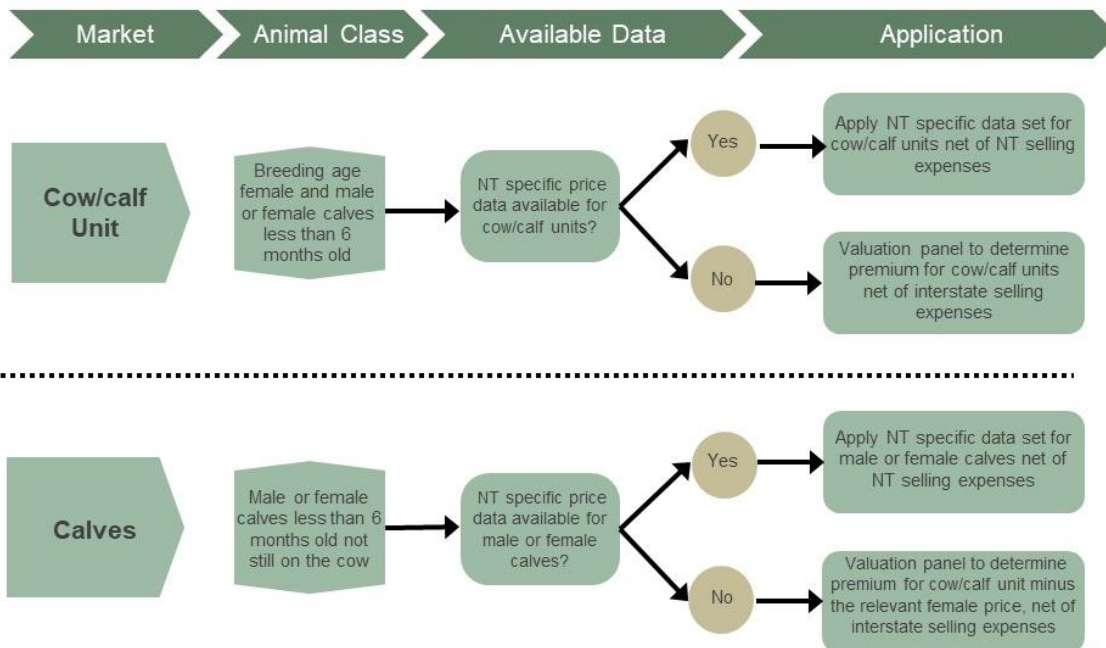 Market
Animal Class
Available Data
Application
Cow/calf
Unit
Breeding age
female and male
or female calves
less than 6
months old
NT specific price
data available for
cow/calf units?
Yes
Apply NT specific data set for
cow/calf units net of NT selling
expenses
No
Valuation panel to determine
premium for cow/calf units
net of interstate selling
expenses
Calves
Male or female
calves less than 6
months old not
still on the cow
NT specific price
data available for
male or female
calves?
Yes
Apply NT specific data set for
male or female calves net of
NT selling expenses
No
Valuation panel to determine
premium for cow/calf unit minus
the relevant female price, net of
interstate selling expenses